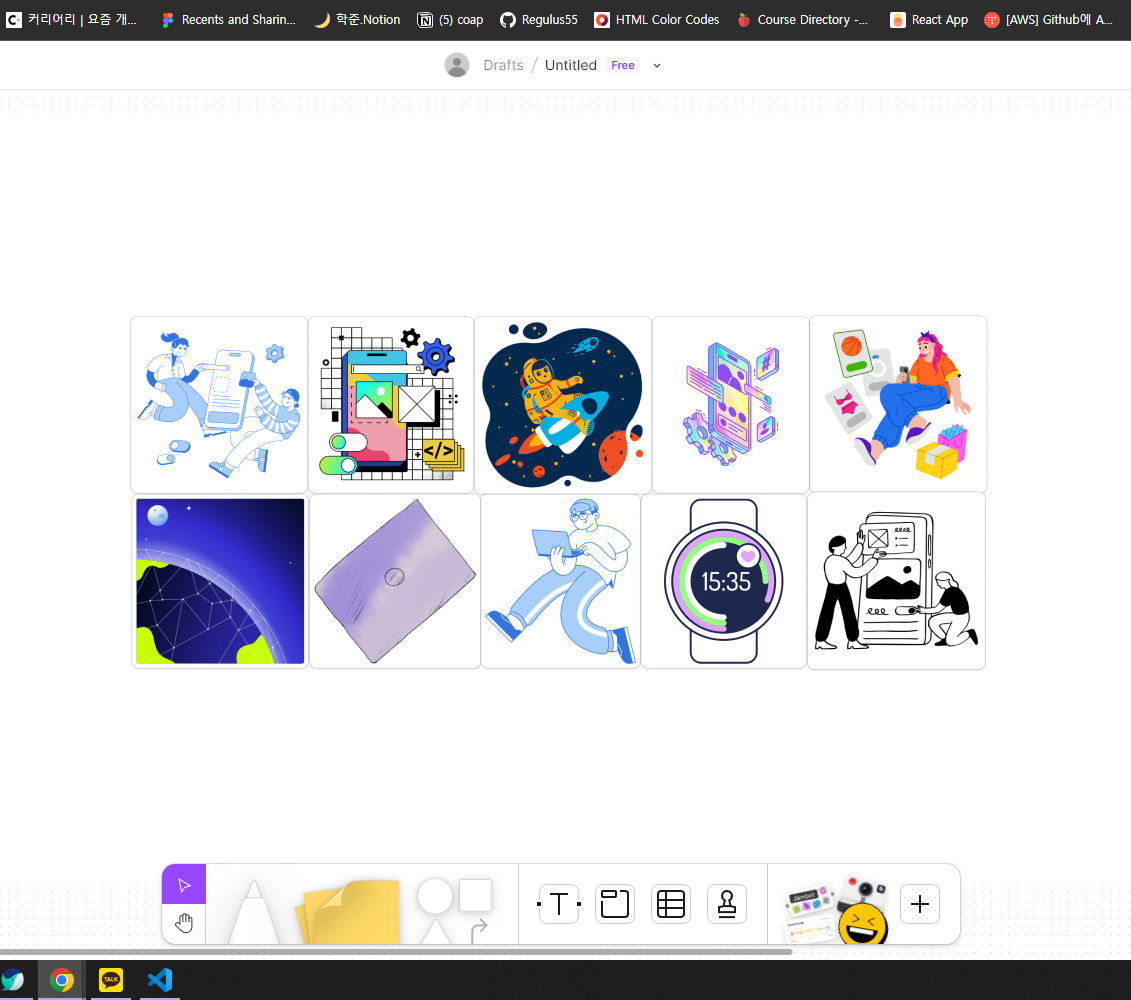 커리어리 | 요즘 개...
Recents and Sharin...
학준.Notion
(5) coap
Regulus55
HTML Color Codes
Course Directory -...
React App
[AWS] Github에 A...
Drafts / Untitled Free
#
</>
15:35
T
Jambot
TALK